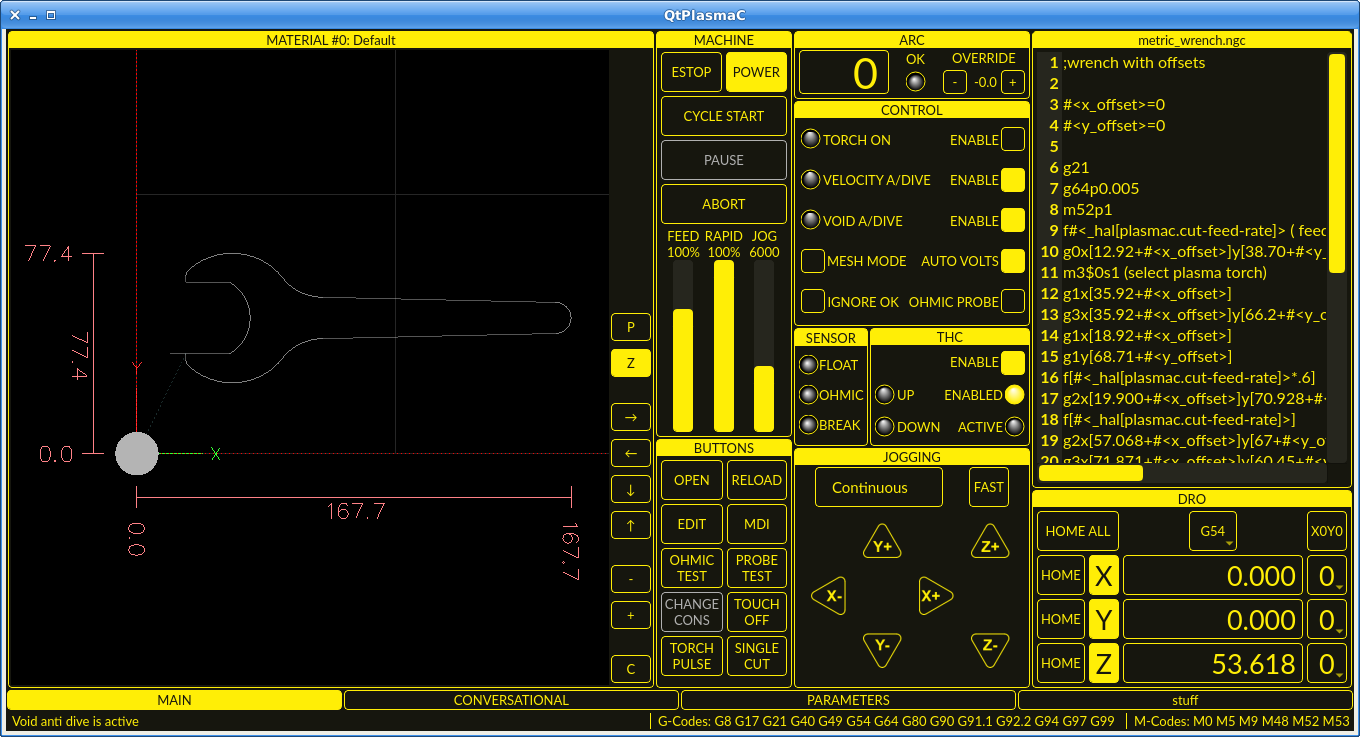 QtPlasmaC
MATERIAL #0: Default
77.4
77.4
0.0
Y
X
167.7
0.0
167.7
P
Z
→
←
↓
↑
-
+
C
MACHINE
ESTOP POWER
CYCLE START
PAUSE
ABORT
FEED RAPID JOG
100% 100% 6000
BUTTONS
OPEN RELOAD
EDIT MDI
OHMIC TEST PROBE TEST
CHANGE CONS TOUCH OFF
TORCH PULSE SINGLE CUT
ARC
0 OK OVERRIDE
- -0.0 +
CONTROL
TORCH ON ENABLE
VELOCITY A/DIVE ENABLE
VOID A/DIVE ENABLE
MESH MODE AUTO VOLTS
IGNORE OK OHMIC PROBE
SENSOR
FLOAT
OHMIC
BREAK
THC
ENABLE
UP ENABLED
DOWN ACTIVE
JOGGING
Continuous FAST
Y+ Z+
X- X+
Y- Z-
metric_wrench.ngc
1 ;wrench with offsets
2
3 #<x_offset>=0
4 #<y_offset>=0
5
6 g21
7 g64p0.005
8 m52p1
9 f#<_hal[plasmac.cut-feed-rate]> ( feed
10 g0x[12.92+#<x_offset>]y[38.70+#<y_
11 m3$0s1 (select plasma torch)
12 g1x[35.92+#<x_offset>]
13 g3x[35.92+#<x_offset>]y[66.2+#<y_o
14 g1x[18.92+#<x_offset>]
15 g1y[68.71+#<y_offset>]
16 f[#<_hal[plasmac.cut-feed-rate]>*.6]
17 g2x[19.900+#<x_offset>]y[70.928+#<
18 f[#<_hal[plasmac.cut-feed-rate]>]
19 g2x[57.068+#<x_offset>]y[67+#<y_o
20 g3x[71.871+#<x_offset>]y[60.45+#<y
DRO
HOME ALL G54 X0Y0
HOME X 0.000 0
HOME Y 0.000 0
HOME Z 53.618 0
MAIN CONVERSATIONAL PARAMETERS stuff
Void anti dive is active G-Codes: G8 G17 G21 G40 G49 G54 G64 G80 G90 G91.1 G92.2 G94 G97 G99 M-Codes: M0 M5 M9 M48 M52 M53